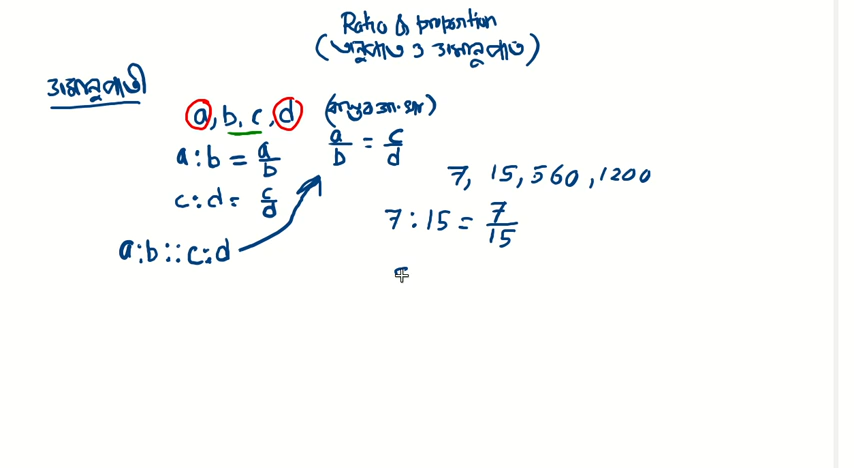 Ratio & proportion
(অনুপাত ও সমানুপাত)
সমানুপাতী
a, b, c, d
a:b = a/b
a/b = c/d
7, 15, 560, 1200
c:d = c/d
7 : 15 = 7/15
a:b::c:d